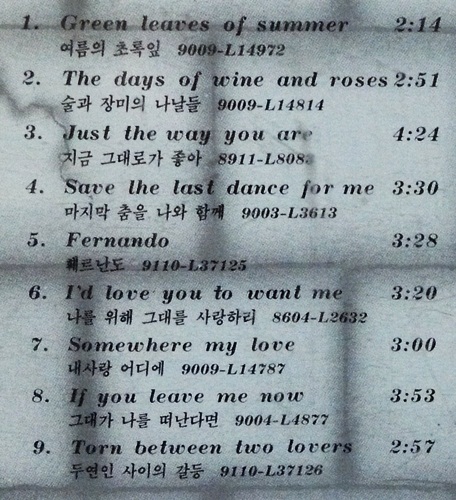 1. Green leaves of summer 2:14
여름의 초록잎 9009-L14972
2. The days of wine and roses 2:51
술과 장미의 나날들 9009-L14814
3. Just the way you are 4:24
지금 그대로가 좋아 8911-L8083
4. Save the last dance for me 3:30
마지막 춤을 나와 함께 9003-L3613
5. Fernando 3:28
훼르난도 9110-L37125
6. I'd love you to want me 3:20
나를 위해 그대를 사랑하리 8604-L2632
7. Somewhere my love 3:00
내사랑 어디에 9009-L14787
8. If you leave me now 3:53
그대가 나를 떠난다면 9004-L4877
9. Torn between two lovers 2:57
두연인 사이의 갈등 9110-L37126